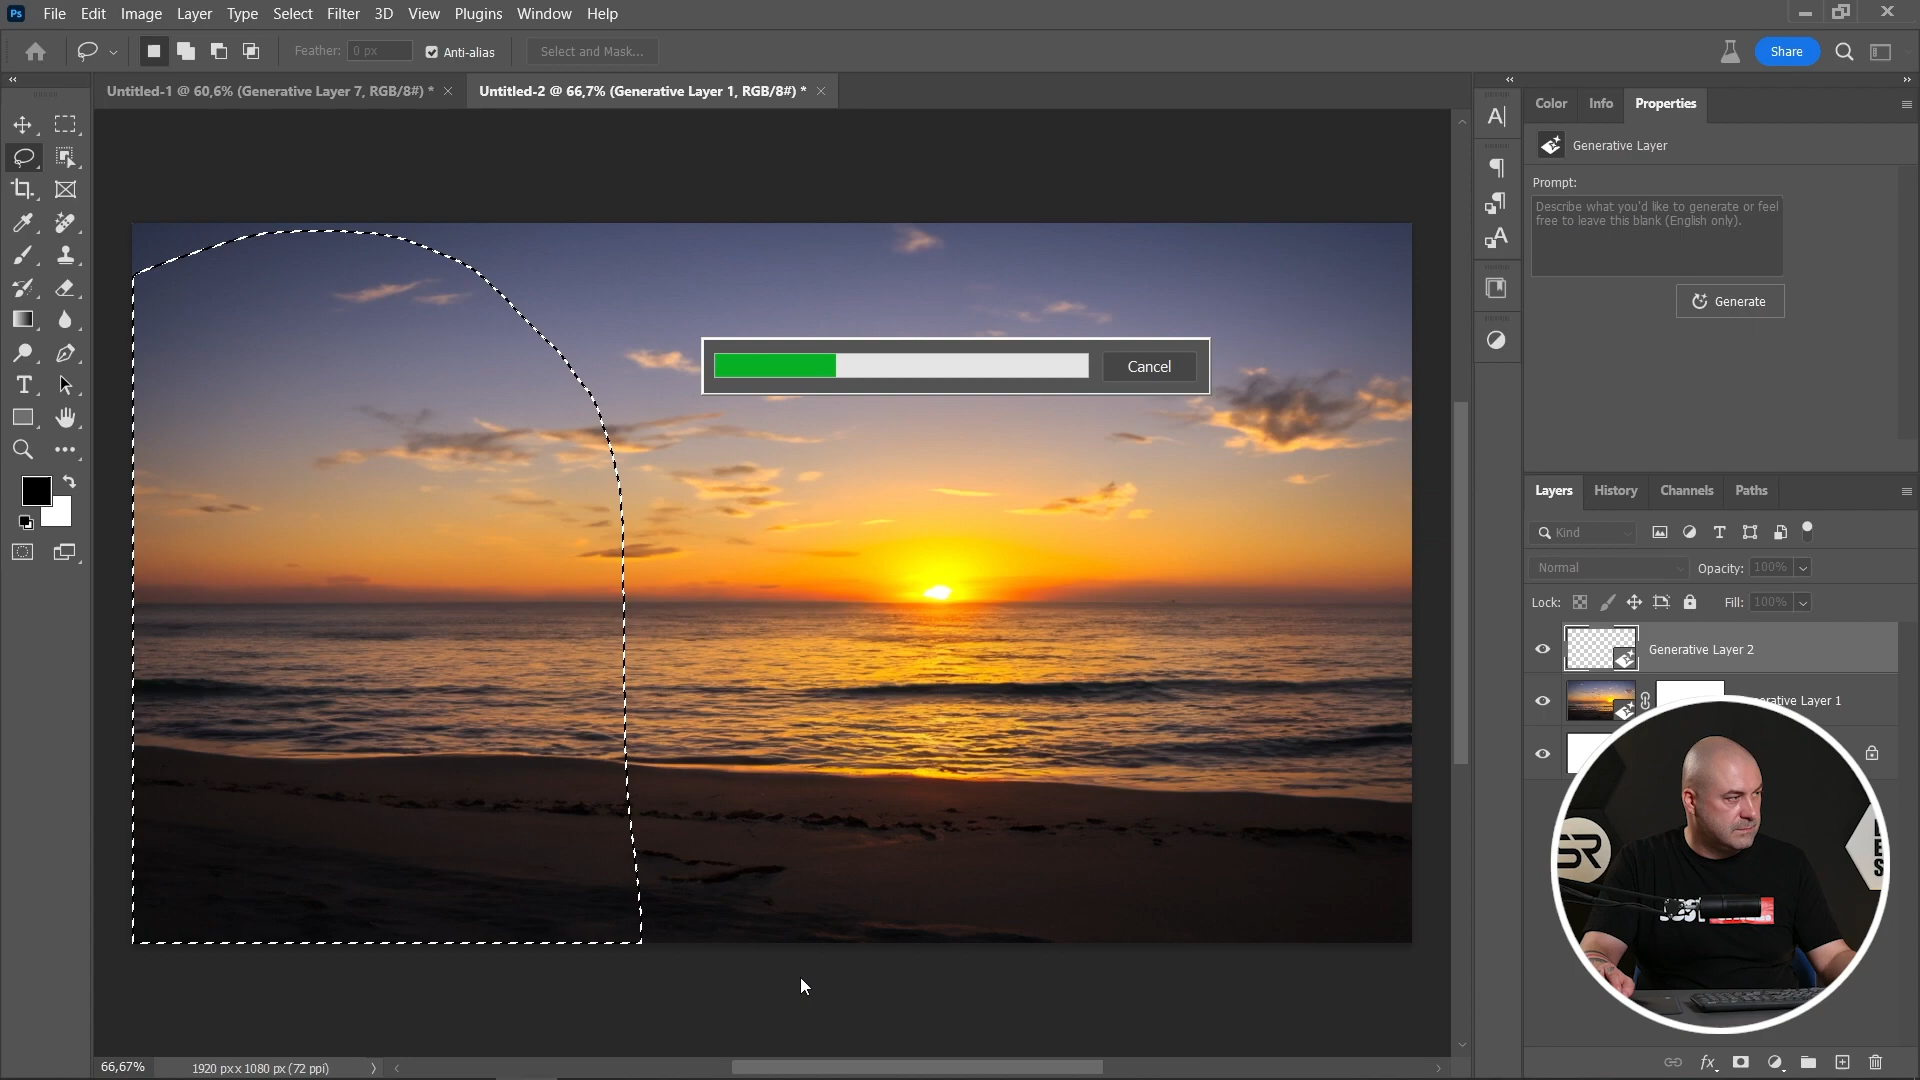 Ps File Edit Image Layer Type Select Filter 3D View Plugins Window Help
Feather: 0 px Anti-alias Select and Mask... Share
Untitled-1 @ 60,6% (Generative Layer 7, RGB/8#) * Untitled-2 @ 66,7% (Generative Layer 1, RGB/8#) *
Color Info Properties
Generative Layer
Prompt:
Describe what you'd like to generate or feel
free to leave this blank (English only).
Generate
Cancel
Layers History Channels Paths
Kind
Normal Opacity: 100%
Lock: Fill: 100%
Generative Layer 2
erative Layer 1
SR
66,67% 1920 px x 1080 px (72 ppi)